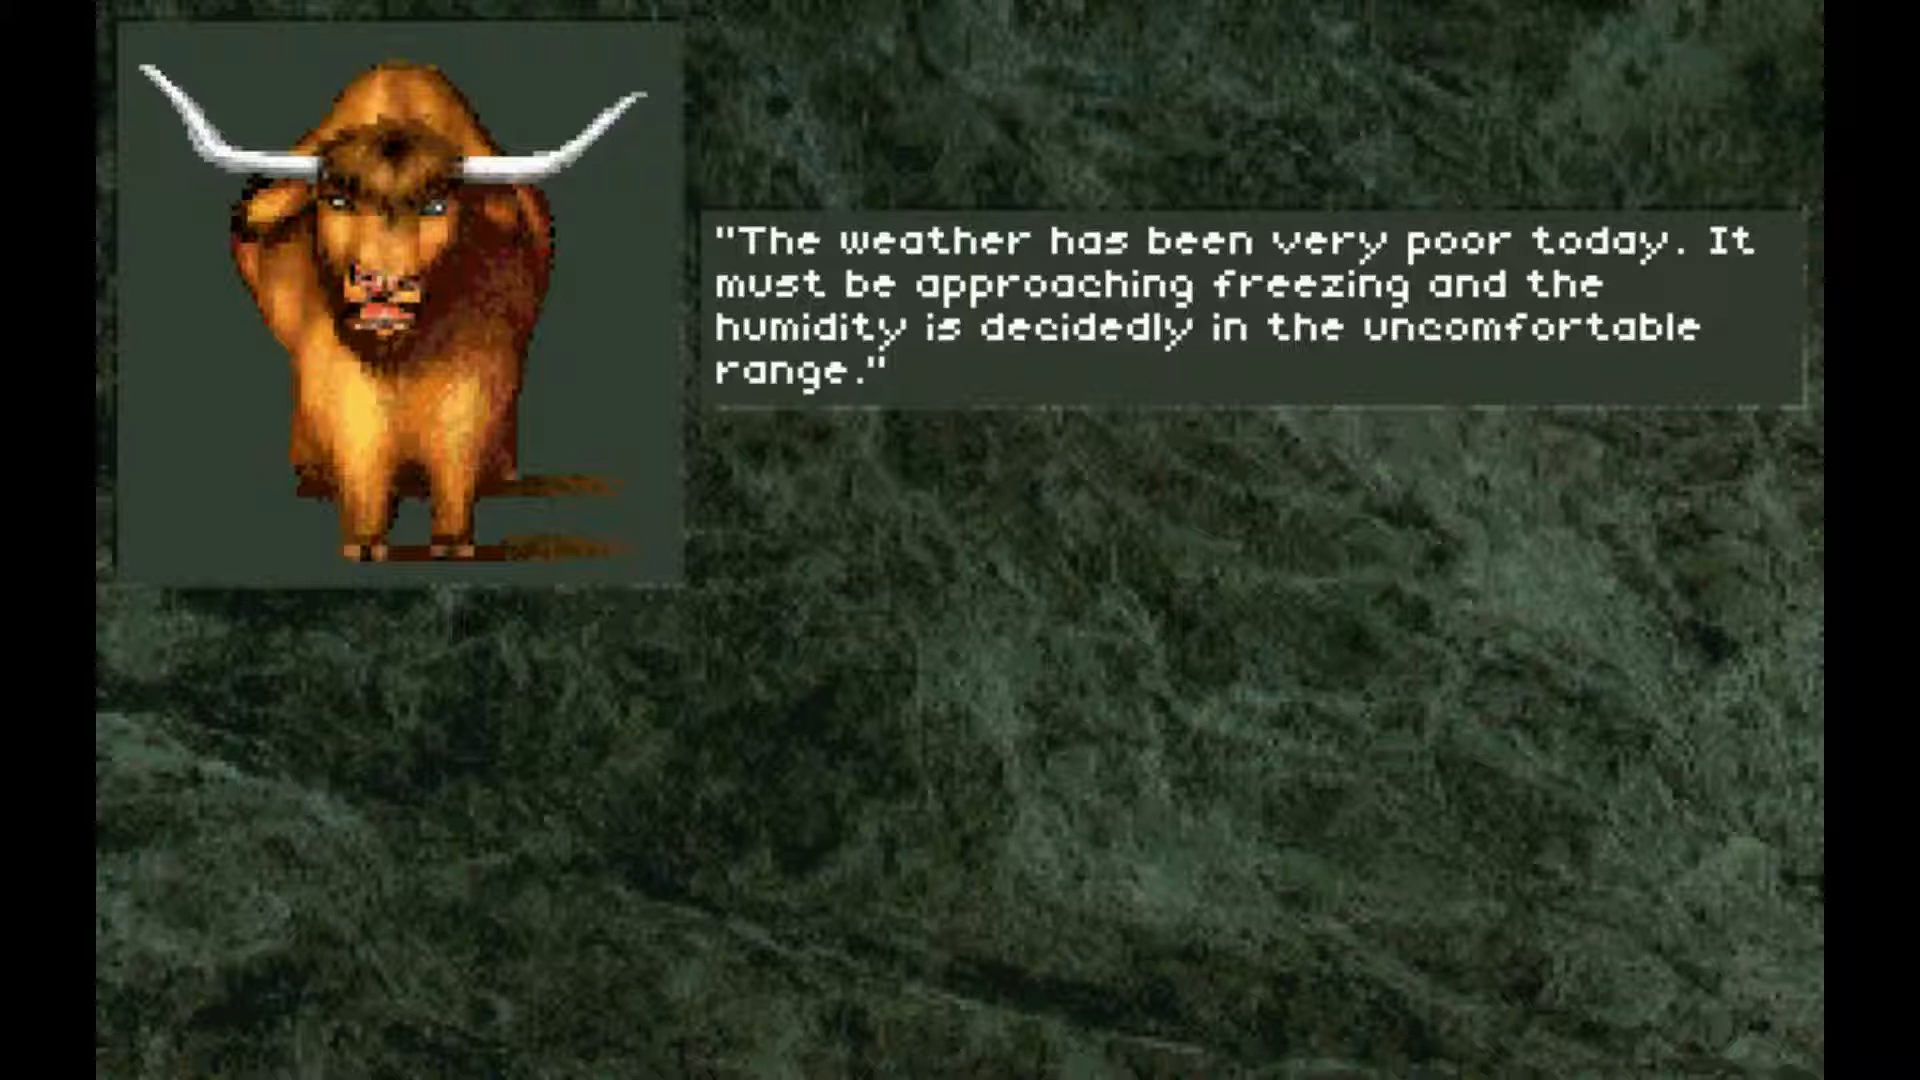 "The weather has been very poor today. It
must be approaching freezing and the
humidity is decidedly in the uncomfortable
range."